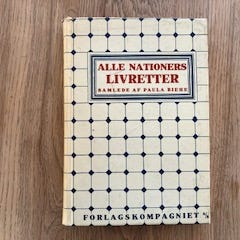 ALLE NATIONERS
LIVRETTER
SAMLEDE AF PAULA BIEHE
FORLAGSKOMPAGNIET A/S